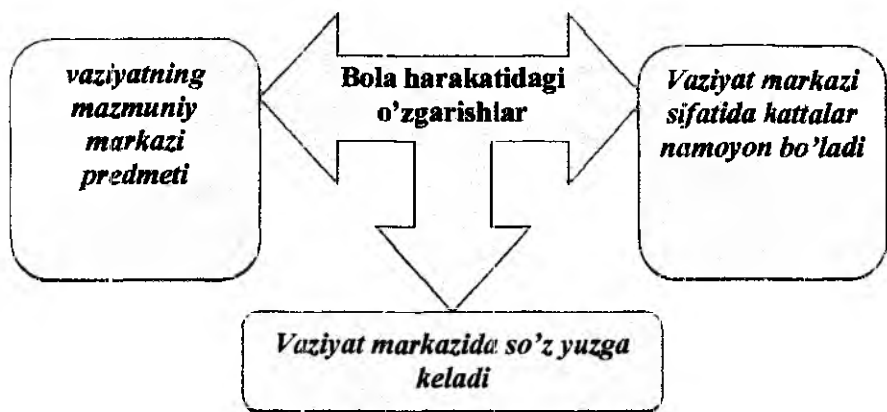 vaziyatning
mazmuniy
markazi
predmeti
Bola harakatidagi
o'zgarishlar
Vaziyat markazi
sifatida kattalar
namoyon bo'ladi
Vaziyat markazida so'z yuzga
keladi